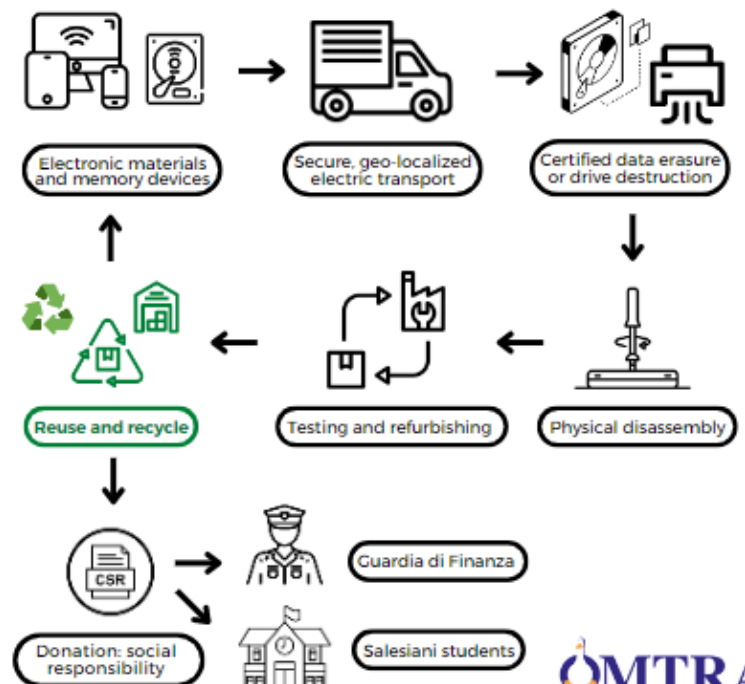 Electronic materials
and memory devices
Secure, geo-localized
electric transport
Certified data erasure
or drive destruction
Reuse and recycle
Testing and refurbishing
Physical disassembly
CSR
Guardia di Finanza
Donation: social
responsibility
Salesiani students
OMTRA